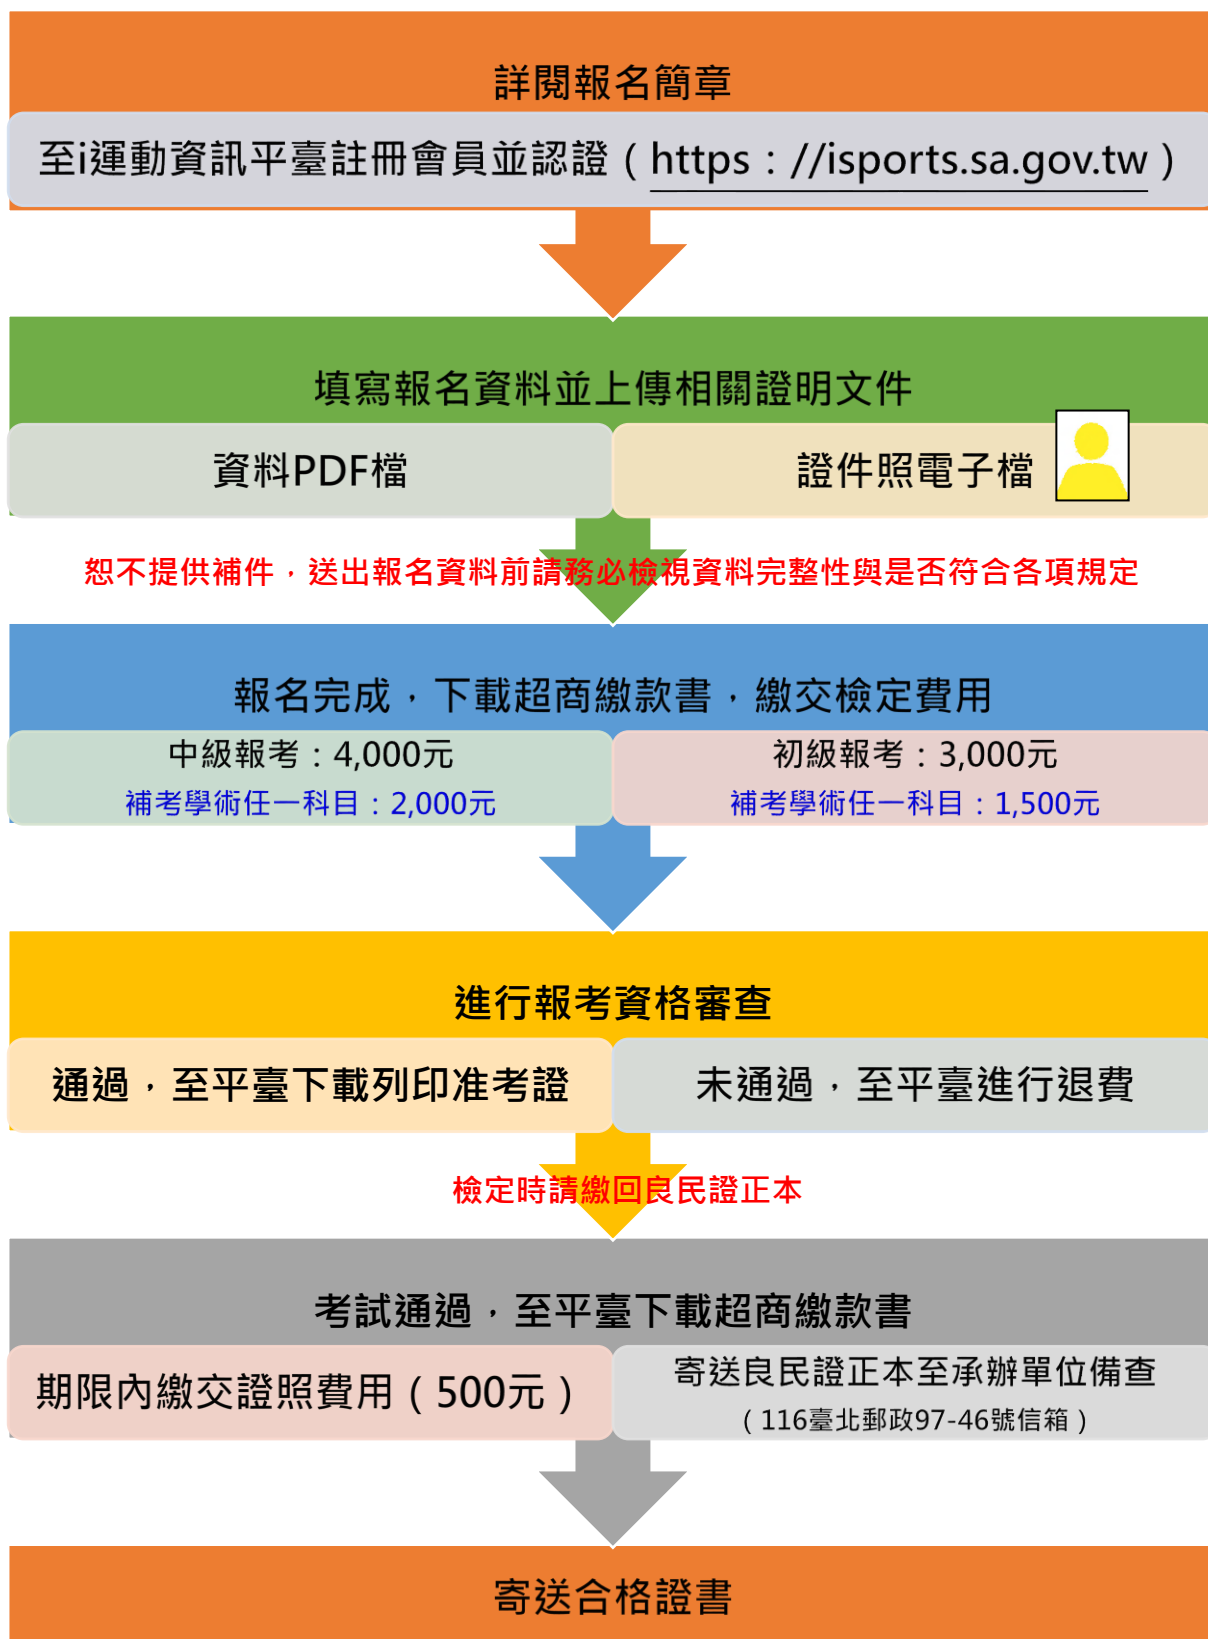 詳閱報名簡章
至i運動資訊平臺註冊會員並認證（https：//isports.sa.gov.tw）
填寫報名資料並上傳相關證明文件
資料PDF檔
證件照電子檔
恕不提供補件，送出報名資料前請務必檢視資料完整性與是否符合各項規定
報名完成，下載超商繳款書，繳交檢定費用
中級報考：4,000元
補考學術任一科目：2,000元
初級報考：3,000元
補考學術任一科目：1,500元
進行報考資格審查
通過，至平臺下載列印准考證
未通過，至平臺進行退費
檢定時請繳回良民證正本
考試通過，至平臺下載超商繳款書
期限內繳交證照費用（500元）
寄送良民證正本至承辦單位備查
（116臺北郵政97-46號信箱）
寄送合格證書